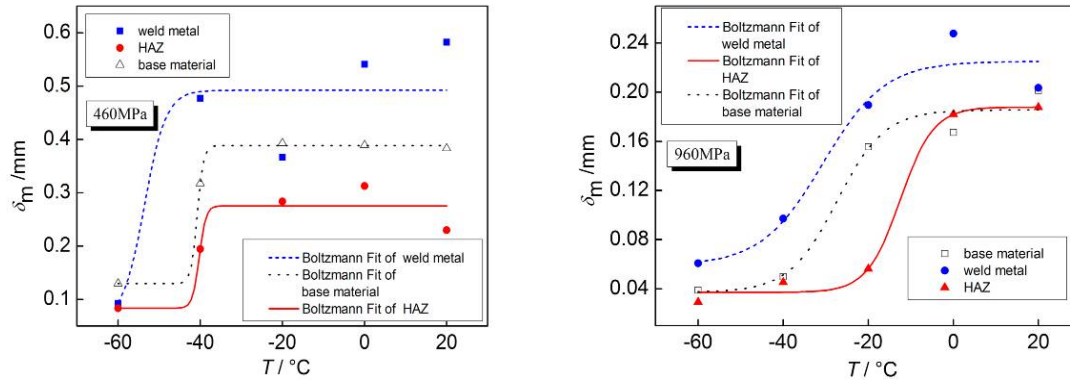 0.6
0.5
0.4
0.3
0.2
0.1
δm /mm
weld metal
HAZ
base material
460MPa
Boltzmann Fit of weld metal
Boltzmann Fit of
base material
Boltzmann Fit of HAZ
-60 -40 -20 0 20
T / °C
0.24
0.20
0.16
0.12
0.08
0.04
δm /mm
Boltzmann Fit of
weld metal
Boltzmann Fit of
HAZ
Boltzmann Fit of
base material
960MPa
base material
weld metal
HAZ
-60 -40 -20 0 20
T / °C